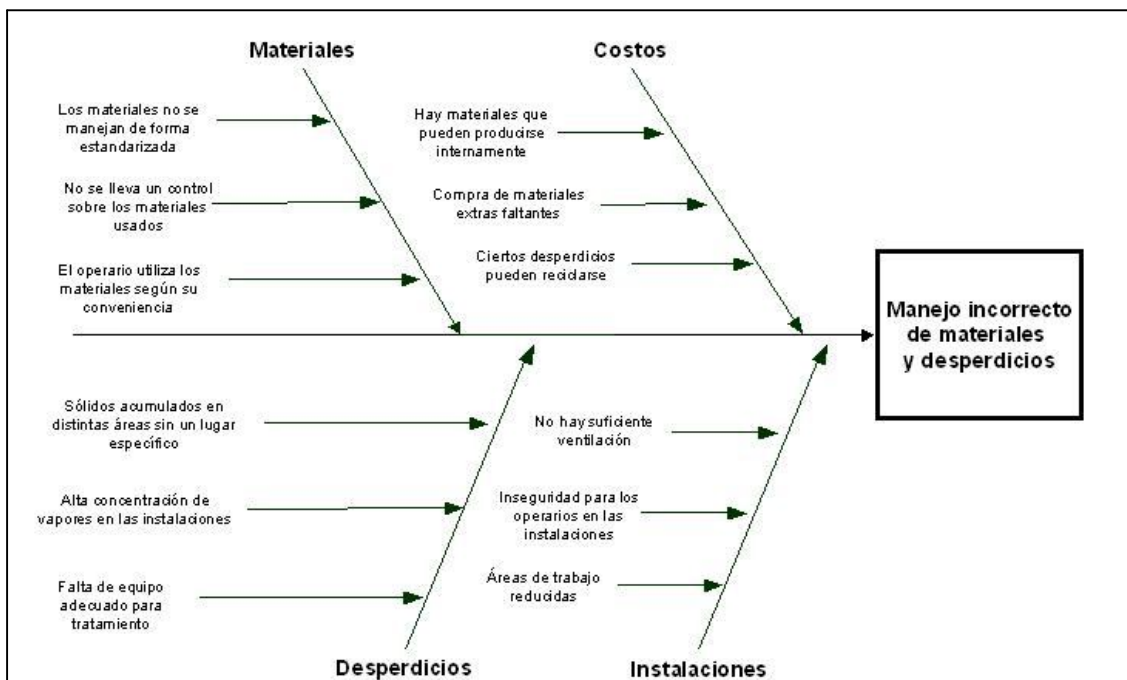 Materiales
Los materiales no se
manejan de forma
estandarizada
No se lleva un control
sobre los materiales
usados
El operario utiliza los
materiales según su
conveniencia
Costos
Hay materiales que
pueden producirse
internamente
Compra de materiales
extras faltantes
Ciertos desperdicios
pueden reciclarse
Manejo incorrecto
de materiales
y desperdicios
Sólidos acumulados en
distintas áreas sin un lugar
específico
Alta concentración de
vapores en las instalaciones
Falta de equipo
adecuado para
tratamiento
Desperdicios
No hay suficiente
ventilación
Inseguridad para los
operarios en las
instalaciones
Áreas de trabajo
reducidas
Instalaciones